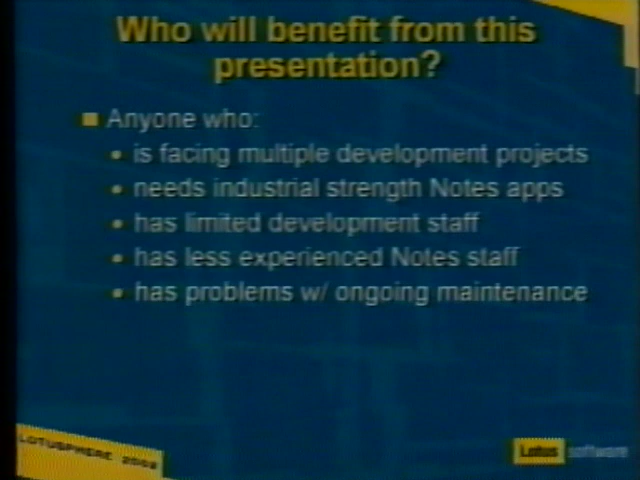 Who will benefit from this
presentation?
Anyone who:
is facing multiple development projects
needs industrial strength Notes apps
has limited development staff
has less experienced Notes staff
has problems w/ ongoing maintenance
LOTUSPHERE
Lotus software